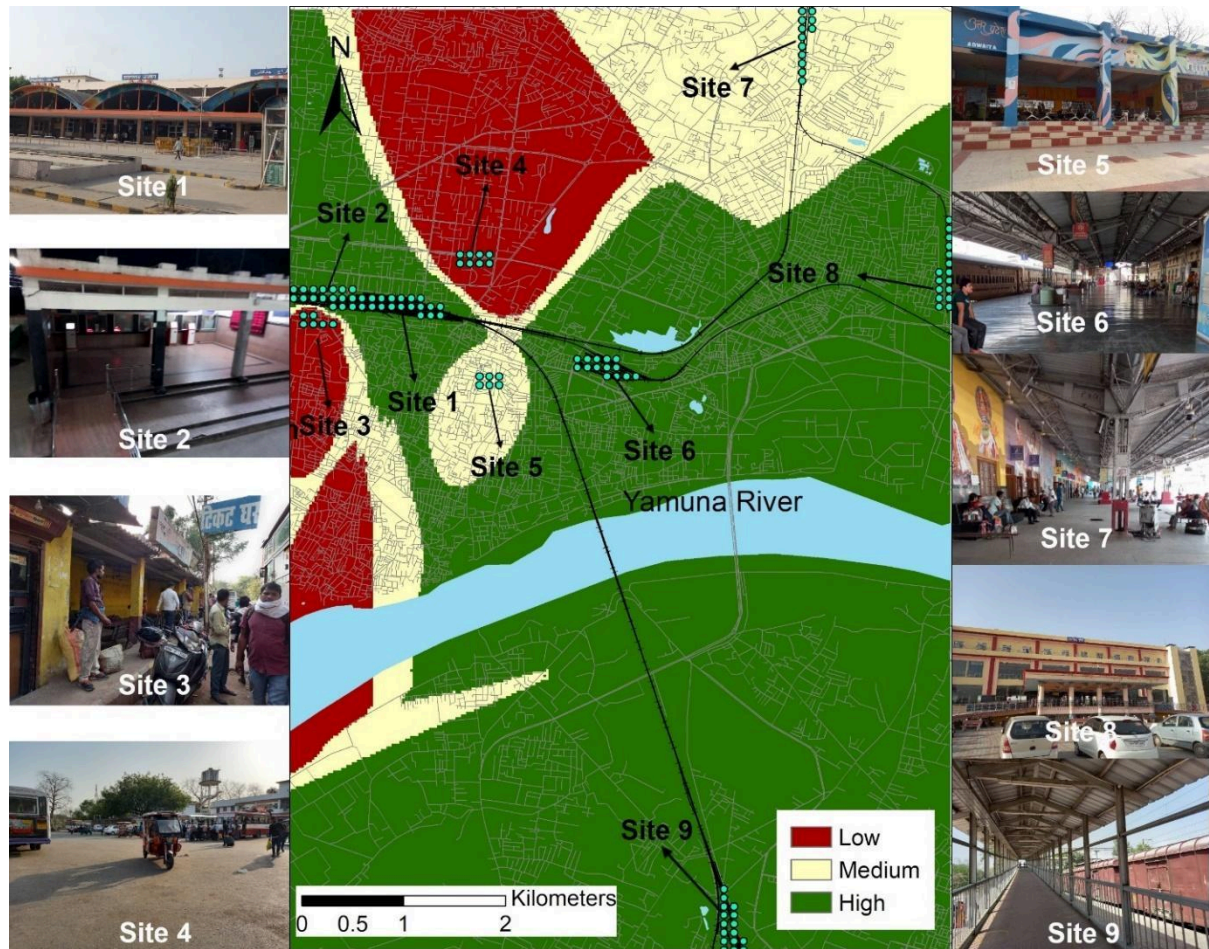 Site 1
Site 2
Site 3
Site 4
टिकट घर
N
Site 7
Site 4
Site 2
Site 8
Site 3
Site 1
Site 5
Site 6
Yamuna River
Site 9
Kilometers
0 0.5 1 2
Low
Medium
High
ADWAITA
Site 5
Site 6
Site 7
Site 8
Site 9